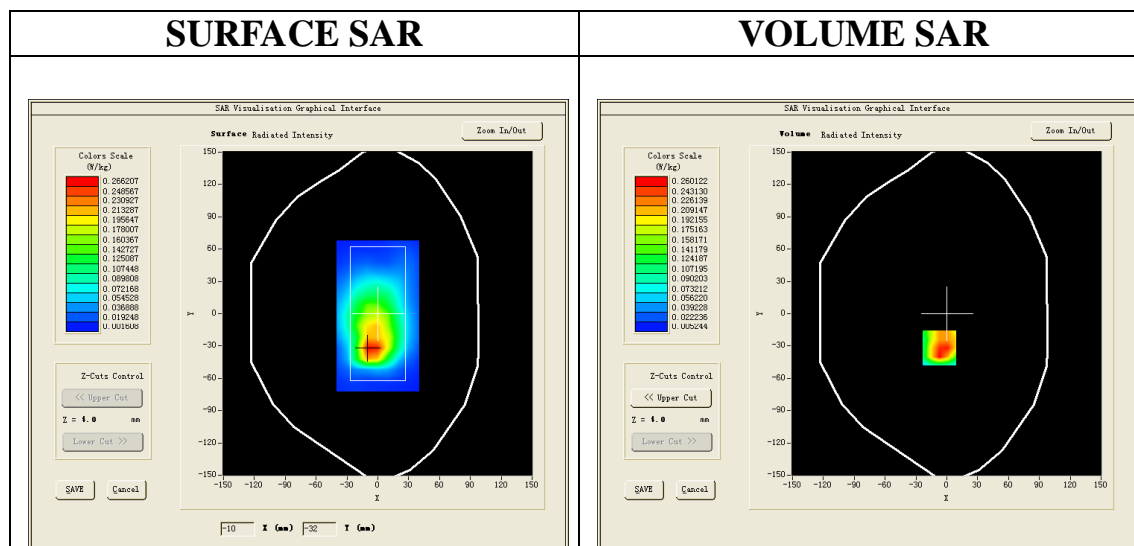 SURFACE SAR
SAR Visualisation Graphical Interface
Surface Radiated Intensity
Zoom In/Out
Colors Scale
(W/kg)
0.266207
0.248567
0.230927
0.213287
0.195647
0.178007
0.160367
0.142727
0.125087
0.107448
0.089808
0.072168
0.054528
0.036888
0.019248
0.001608
Z-Cuts Control
<< Upper Cut
Z = 4.0 mm
Lower Cut >>
SAVE Cancel
150
120
90
60
30
0
-30
-60
-90
-120
-150
Y
-150 -120 -90 -60 -30 0 30 60 90 120 150
X
-10 X (mm) -32 Y (mm)
VOLUME SAR
SAR Visualisation Graphical Interface
Volume Radiated Intensity
Zoom In/Out
Colors Scale
(W/kg)
0.260122
0.243130
0.226139
0.209147
0.192155
0.175163
0.158171
0.141179
0.124187
0.107195
0.090203
0.073212
0.056220
0.039228
0.022236
0.005244
Z-Cuts Control
<< Upper Cut
Z = 4.0 mm
Lower Cut >>
SAVE Cancel
150
120
90
60
30
0
-30
-60
-90
-120
-150
Y
-150 -120 -90 -60 -30 0 30 60 90 120 150
X